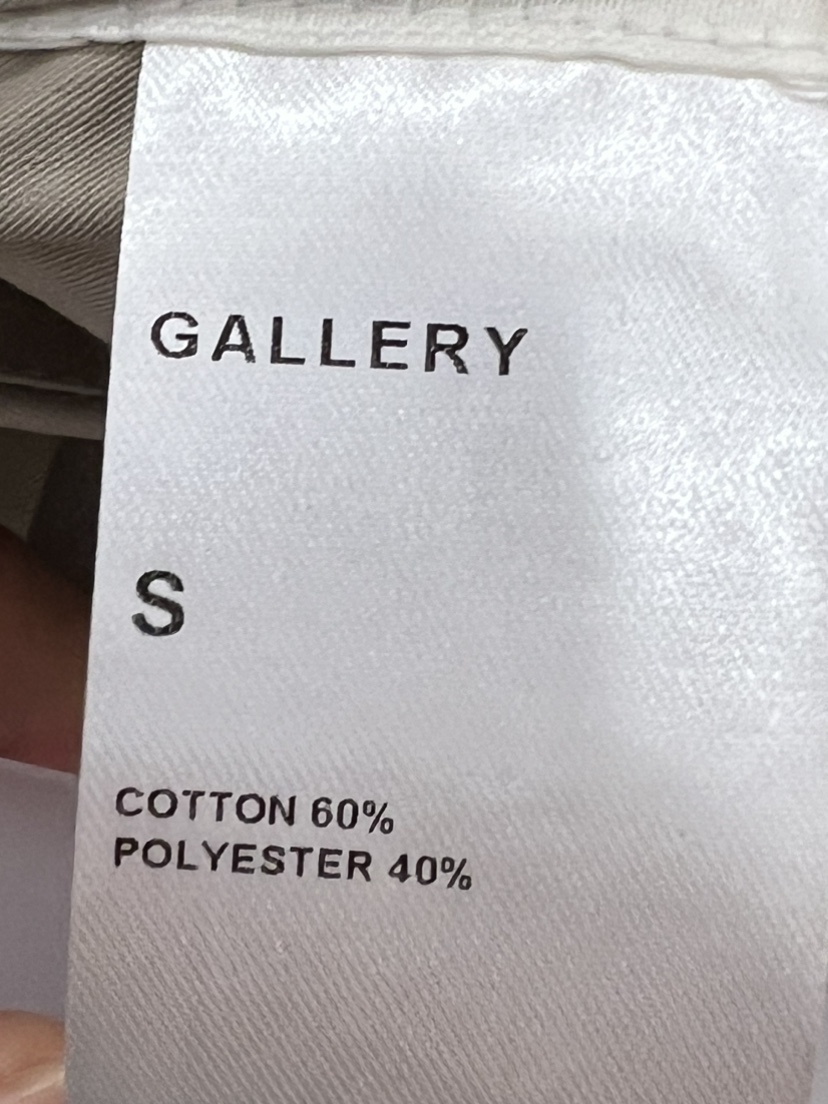 GALLERY
S
COTTON 60%
POLYESTER 40%